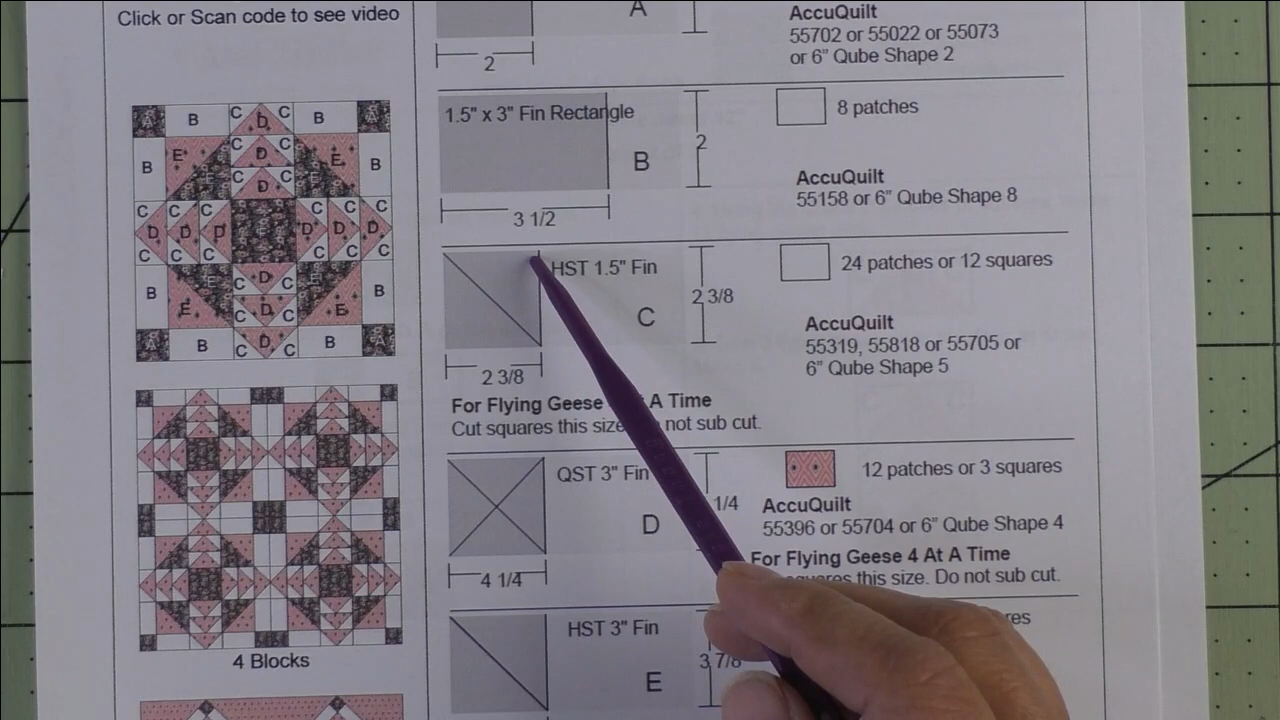 Click or Scan code to see video
A
2
AccuQuilt
55702 or 55022 or 55073
or 6” Qube Shape 2
1.5" x 3" Fin Rectangle
B
2
3 1/2
8 patches
AccuQuilt
55158 or 6” Qube Shape 8
HST 1.5" Fin
C
2 3/8
2 3/8
24 patches or 12 squares
AccuQuilt
55319, 55818 or 55705 or
6” Qube Shape 5
For Flying Geese A Time
Cut squares this size not sub cut.
QST 3" Fin
D
1/4
4 1/4
12 patches or 3 squares
AccuQuilt
55396 or 55704 or 6” Qube Shape 4
For Flying Geese 4 At A Time
squares this size. Do not sub cut.
HST 3" Fin
E
3 7/8
A B C D C B A
C D C
B E E B
C D C
C C C C C C
D D D D D D
C C C C C C
C D C
B E E B
C D C
A B C D C B A
4 Blocks